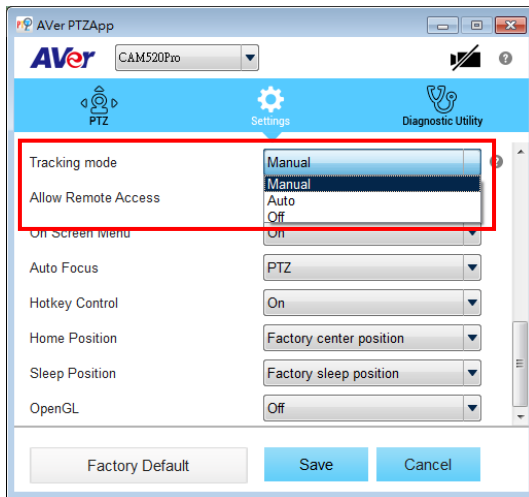 AVer PTZApp
AVer CAM520Pro
PTZ Settings Diagnostic Utility
Tracking mode Manual
Manual
Allow Remote Access Auto
Off
On Screen Menu On
Auto Focus PTZ
Hotkey Control On
Home Position Factory center position
Sleep Position Factory sleep position
OpenGL Off
Factory Default Save Cancel